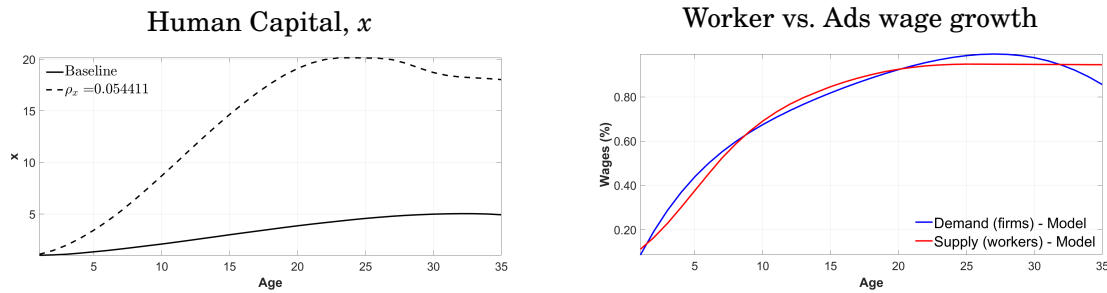 Human Capital, x
20
15
10
5
x
Baseline
ρx =0.054411
5
10
15
20
25
30
35
Age
Worker vs. Ads wage growth
0.80
0.60
0.40
0.20
Wages (%)
Demand (firms) - Model
Supply (workers) - Model
5
10
15
20
25
30
35
Age